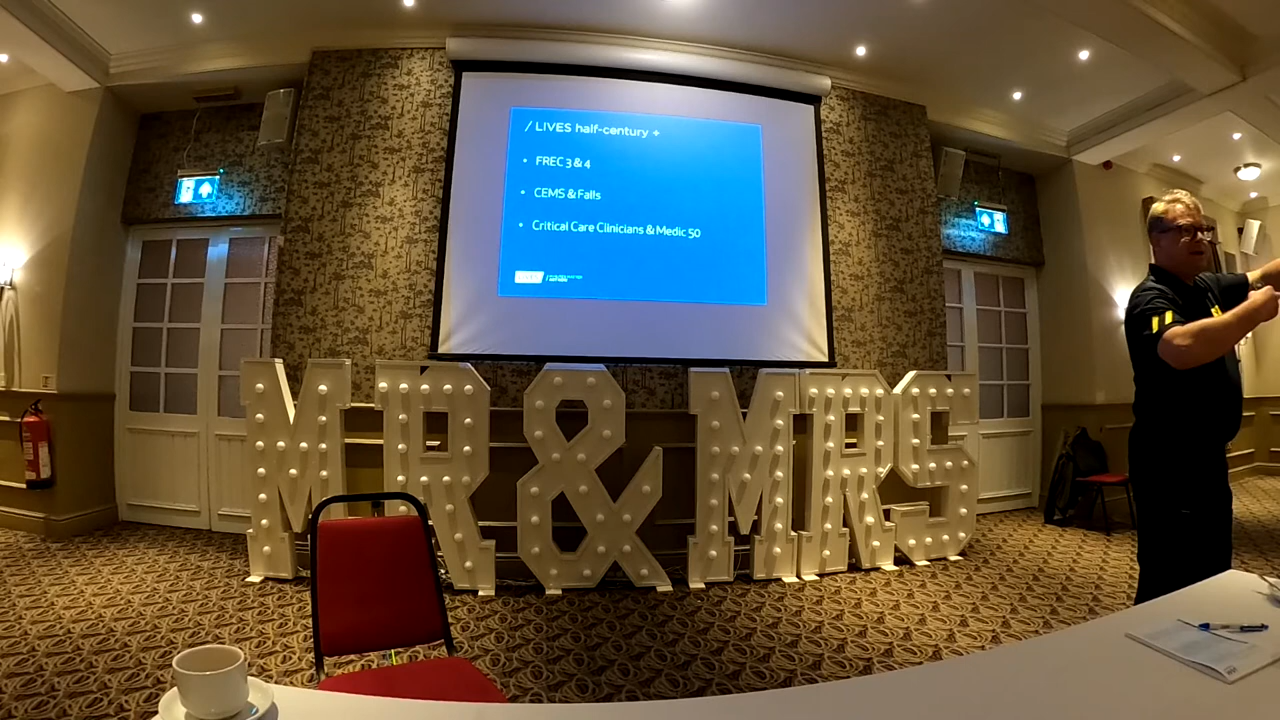 / LIVES half-century +
• FREC 3 & 4
• CEMS & Falls
• Critical Care Clinicians & Medic 50
MR & MRS